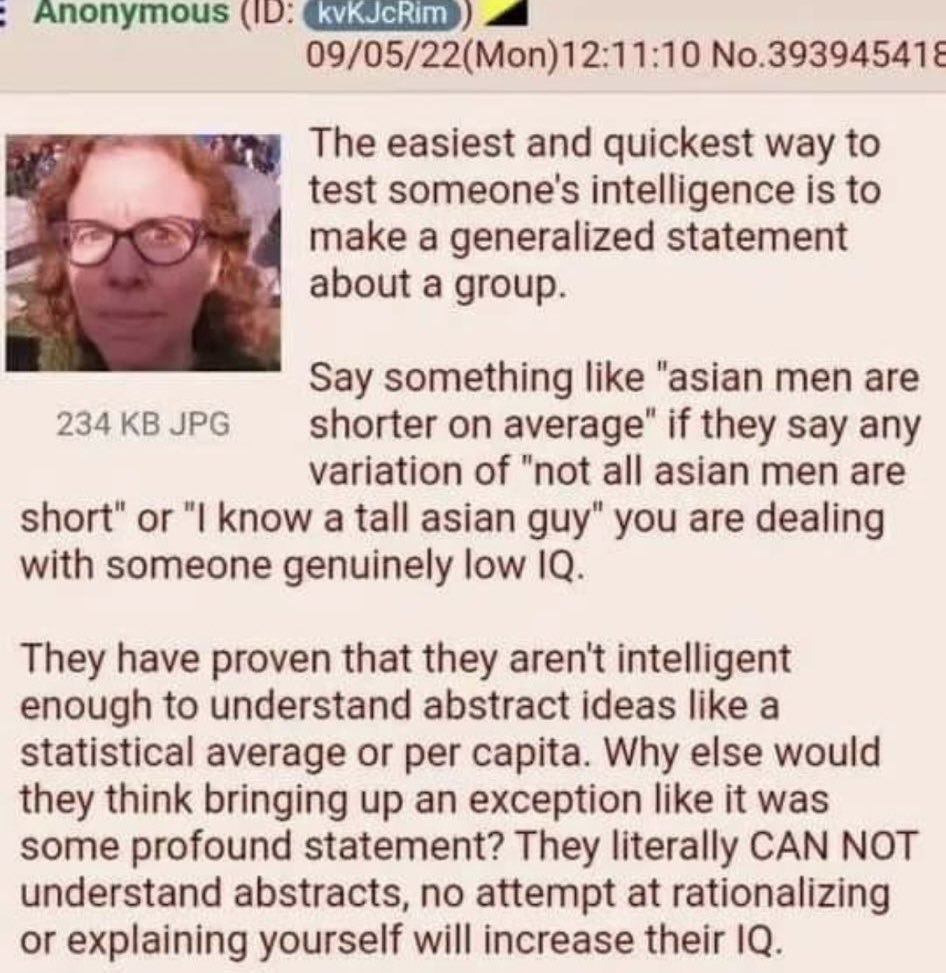 Anonymous (ID: kvKJcRim)
09/05/22(Mon)12:11:10 No.393945418
The easiest and quickest way to
test someone's intelligence is to
make a generalized statement
about a group.
Say something like "asian men are
234 KB JPG
shorter on average" if they say any
variation of "not all asian men are
short" or "I know a tall asian guy" you are dealing
with someone genuinely low IQ.
They have proven that they aren't intelligent
enough to understand abstract ideas like a
statistical average or per capita. Why else would
they think bringing up an exception like it was
some profound statement? They literally CAN NOT
understand abstracts, no attempt at rationalizing
or explaining yourself will increase their IQ.